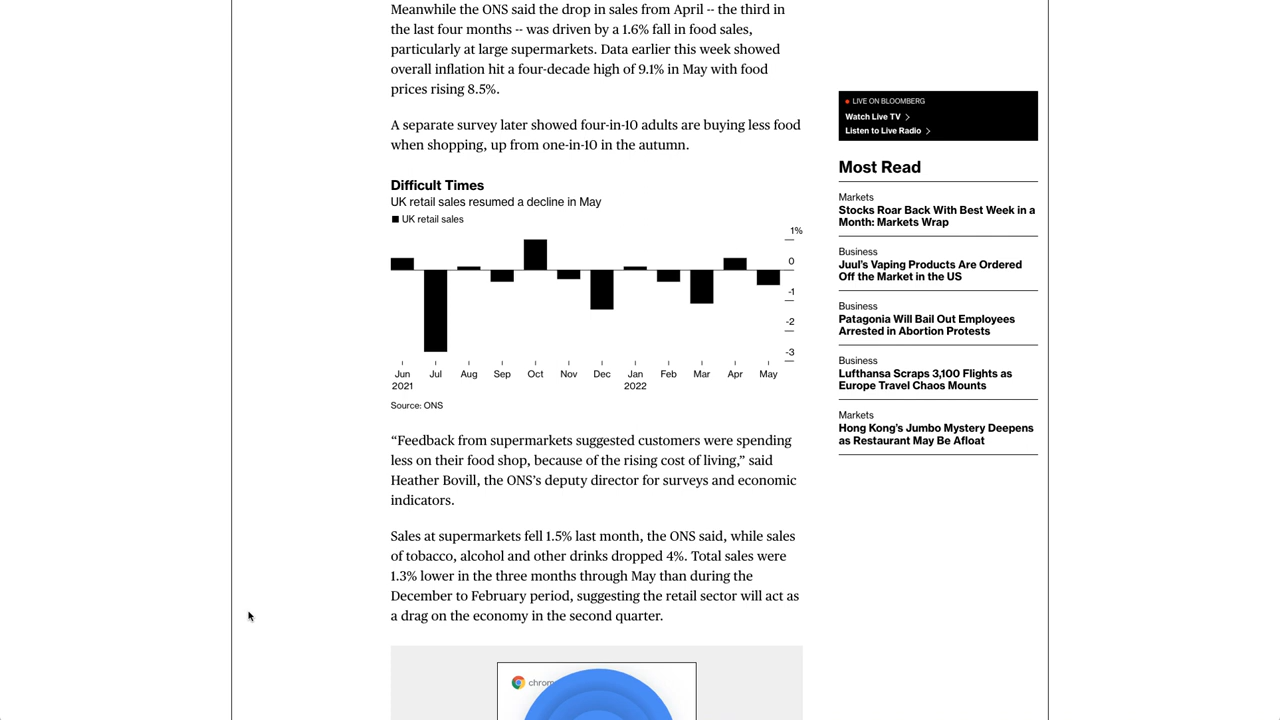 Meanwhile the ONS said the drop in sales from April -- the third in
the last four months -- was driven by a 1.6% fall in food sales,
particularly at large supermarkets. Data earlier this week showed
overall inflation hit a four-decade high of 9.1% in May with food
prices rising 8.5%.
A separate survey later showed four-in-10 adults are buying less food
when shopping, up from one-in-10 in the autumn.
Difficult Times
UK retail sales resumed a decline in May
UK retail sales
1%
0
-1
-2
-3
Jun Jul Aug Sep Oct Nov Dec Jan Feb Mar Apr May
2021 2022
Source: ONS
“Feedback from supermarkets suggested customers were spending
less on their food shop, because of the rising cost of living,” said
Heather Bovill, the ONS’s deputy director for surveys and economic
indicators.
Sales at supermarkets fell 1.5% last month, the ONS said, while sales
of tobacco, alcohol and other drinks dropped 4%. Total sales were
1.3% lower in the three months through May than during the
December to February period, suggesting the retail sector will act as
a drag on the economy in the second quarter.
LIVE ON BLOOMBERG
Watch Live TV
Listen to Live Radio
Most Read
Markets
Stocks Roar Back With Best Week in a
Month: Markets Wrap
Business
Juul’s Vaping Products Are Ordered
Off the Market in the US
Business
Patagonia Will Bail Out Employees
Arrested in Abortion Protests
Business
Lufthansa Scraps 3,100 Flights as
Europe Travel Chaos Mounts
Markets
Hong Kong’s Jumbo Mystery Deepens
as Restaurant May Be Afloat
chrom